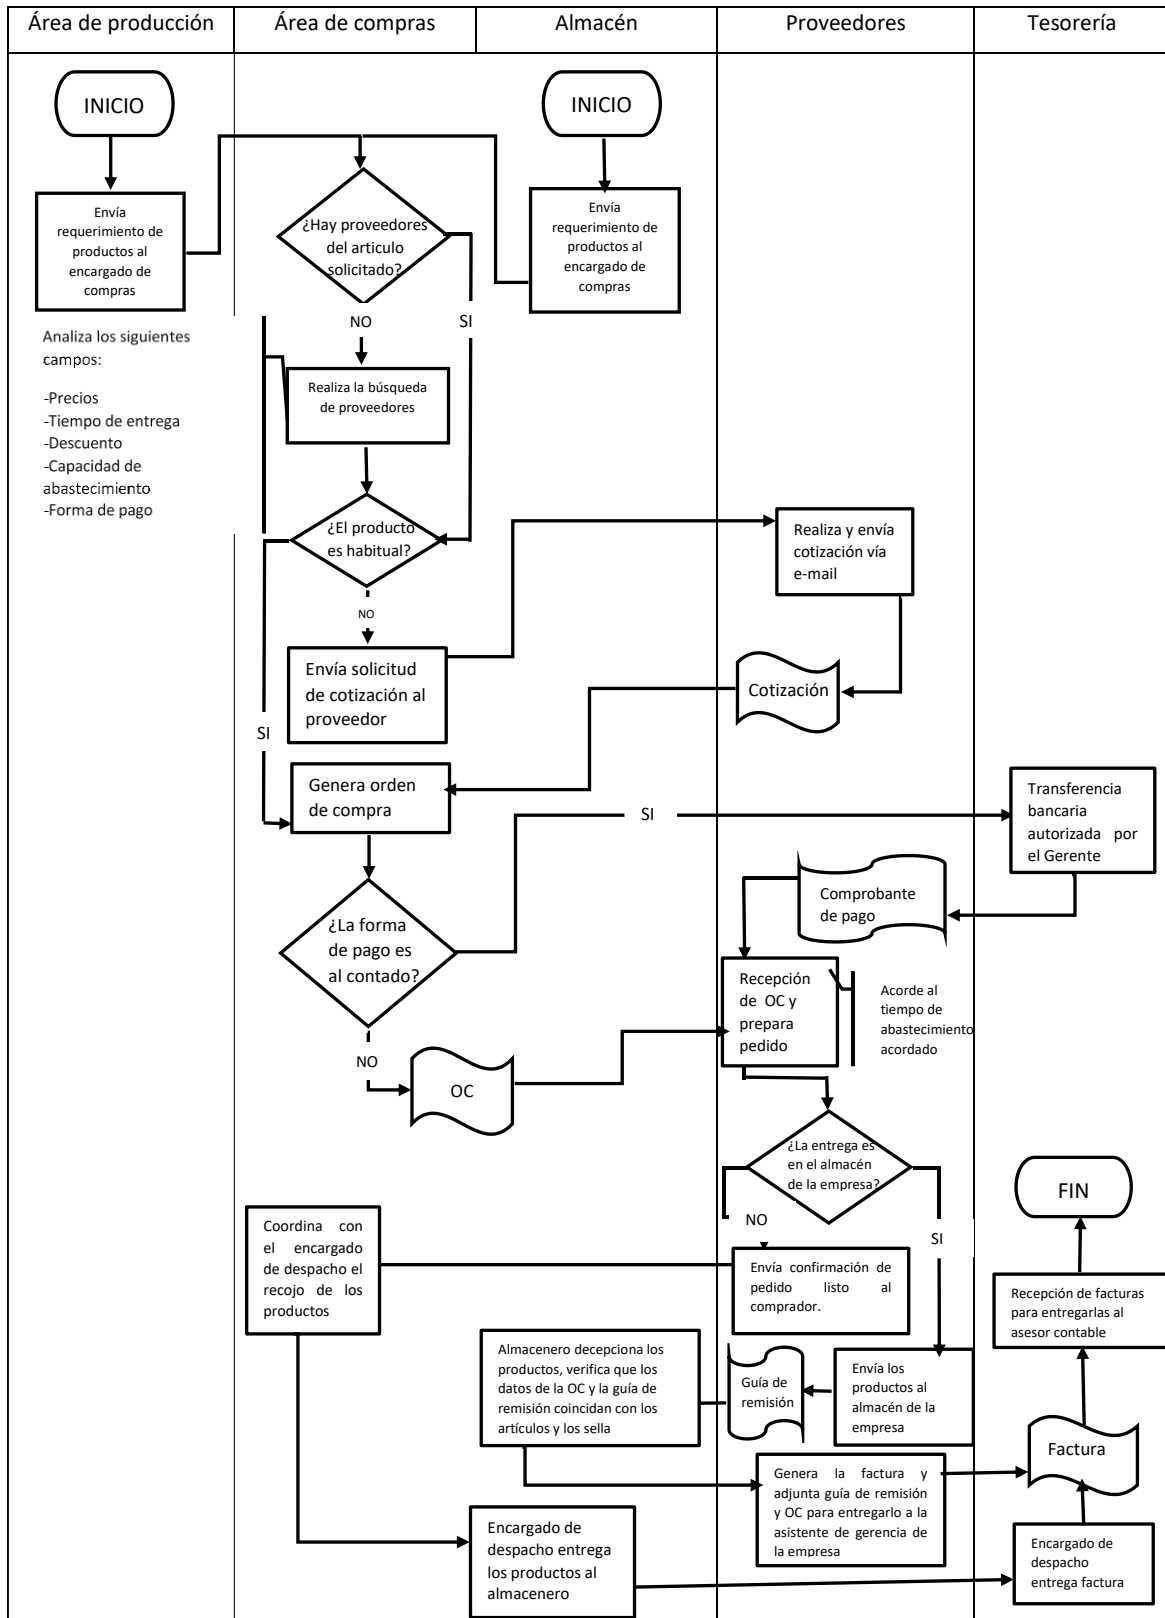 Área de producción
Área de compras
Almacén
Proveedores
Tesorería
INICIO
INICIO
Envía
requerimiento de
productos al
encargado de
compras
¿Hay proveedores
del articulo
solicitado?
Envía
requerimiento de
productos al
encargado de
compras
NO
SI
Analiza los siguientes
campos:
-Precios
-Tiempo de entrega
-Descuento
-Capacidad de
abastecimiento
-Forma de pago
Realiza la búsqueda
de proveedores
¿El producto
es habitual?
Realiza y envía
cotización vía
e-mail
NO
Envía solicitud
de cotización al
proveedor
Cotización
SI
Genera orden
de compra
SI
Transferencia
bancaria
autorizada por
el Gerente
Comprobante
de pago
¿La forma
de pago es
al contado?
Recepción
de OC y
prepara
pedido
Acorde al
tiempo de
abastecimiento
acordado
NO
OC
¿La entrega es
en el almacén
de la empresa?
FIN
NO
SI
Coordina con
el encargado
de despacho el
recojo de los
productos
Envía confirmación de
pedido listo al
comprador.
Recepción de facturas
para entregarlas al
asesor contable
Almacenero decepciona los
productos, verifica que los
datos de la OC y la guía de
remisión coincidan con los
artículos y los sella
Guía de
remisión
Envía los
productos al
almacén de la
empresa
Factura
Genera la factura y
adjunta guía de remisión
y OC para entregarlo a la
asistente de gerencia de
la empresa
Encargado de
despacho entrega
los productos al
almacenero
Encargado de
despacho
entrega factura